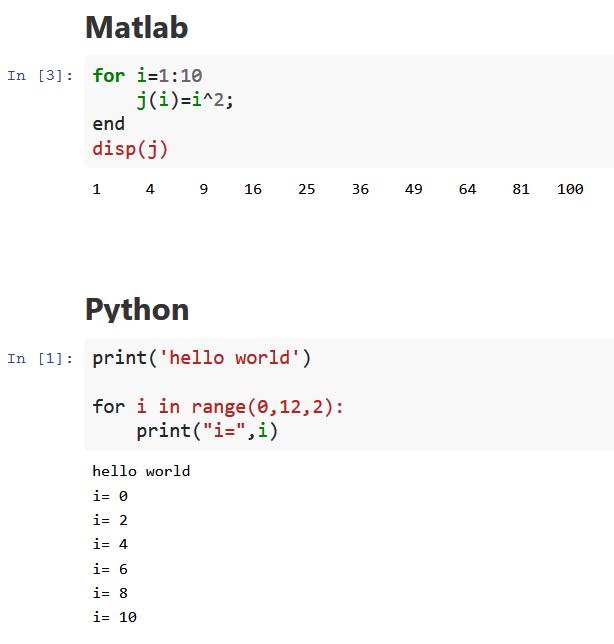 Matlab
In [3]: for i=1:10
    j(i)=i^2;
end
disp(j)
1 4 9 16 25 36 49 64 81 100
Python
In [1]: print('hello world')
for i in range(0,12,2):
    print("i=",i)
hello world
i= 0
i= 2
i= 4
i= 6
i= 8
i= 10